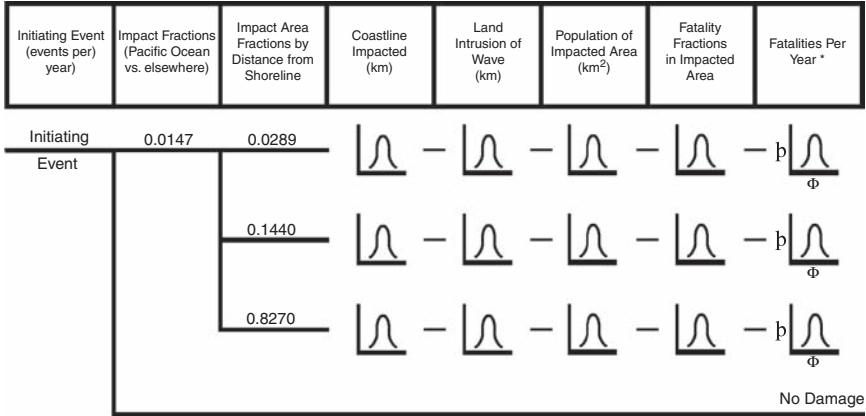 Initiating Event
(events per)
year)
Impact Fractions
(Pacific Ocean
vs. elsewhere)
Impact Area
Fractions by
Distance from
Shoreline
Coastline
Impacted
(km)
Land
Intrusion of
Wave
(km)
Population of
Impacted Area
(km²)
Fatality
Fractions
in Impacted
Area
Fatalities Per
Year *
Initiating
Event
0.0147
0.0289
þ
Φ
0.1440
þ
Φ
0.8270
þ
Φ
No Damage